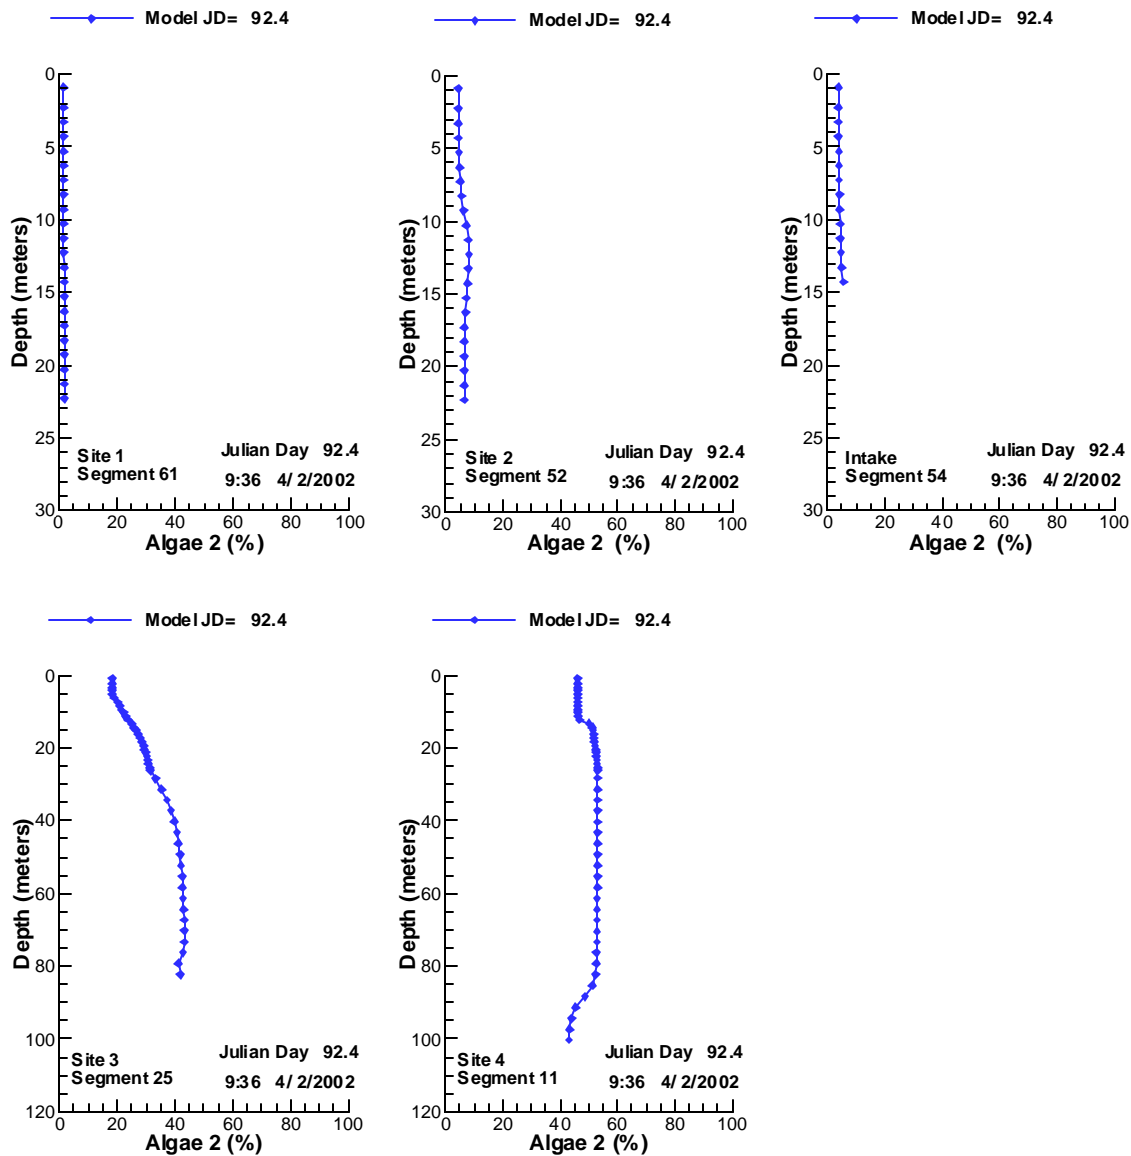 Model JD= 92.4
Model JD= 92.4
Model JD= 92.4
0
5
10
15
20
25
30
Depth (meters)
Site 1
Segment 61
Julian Day 92.4
9:36 4/ 2/2002
0 20 40 60 80 100
Algae 2 (%)
0
5
10
15
20
25
30
Depth (meters)
Site 2
Segment 52
Julian Day 92.4
9:36 4/ 2/2002
0 20 40 60 80 100
Algae 2 (%)
0
5
10
15
20
25
30
Depth (meters)
Intake
Segment 54
Julian Day 92.4
9:36 4/ 2/2002
0 20 40 60 80 100
Algae 2 (%)
Model JD= 92.4
Model JD= 92.4
0
20
40
60
80
100
120
Depth (meters)
Site 3
Segment 25
Julian Day 92.4
9:36 4/ 2/2002
0 20 40 60 80 100
Algae 2 (%)
0
20
40
60
80
100
120
Depth (meters)
Site 4
Segment 11
Julian Day 92.4
9:36 4/ 2/2002
0 20 40 60 80 100
Algae 2 (%)